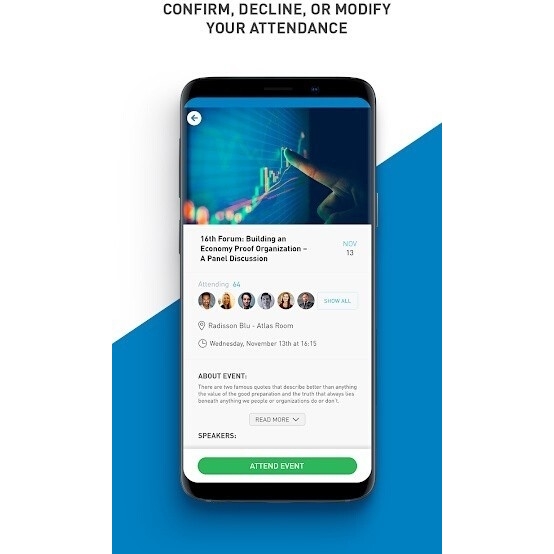 CONFIRM, DECLINE, OR MODIFY
YOUR ATTENDANCE
16th Forum: Building an
Economy Proof Organization –
A Panel Discussion
NOV
13
Attending 64
SHOW ALL
Radisson Blu - Atlas Room
Wednesday, November 13th at 16:15
ABOUT EVENT:
There are two famous quotes that describe better than anything
the value of the good preparation and the truth that always lies
beneath anything we people or organizations do or don't.
READ MORE
SPEAKERS:
ATTEND EVENT